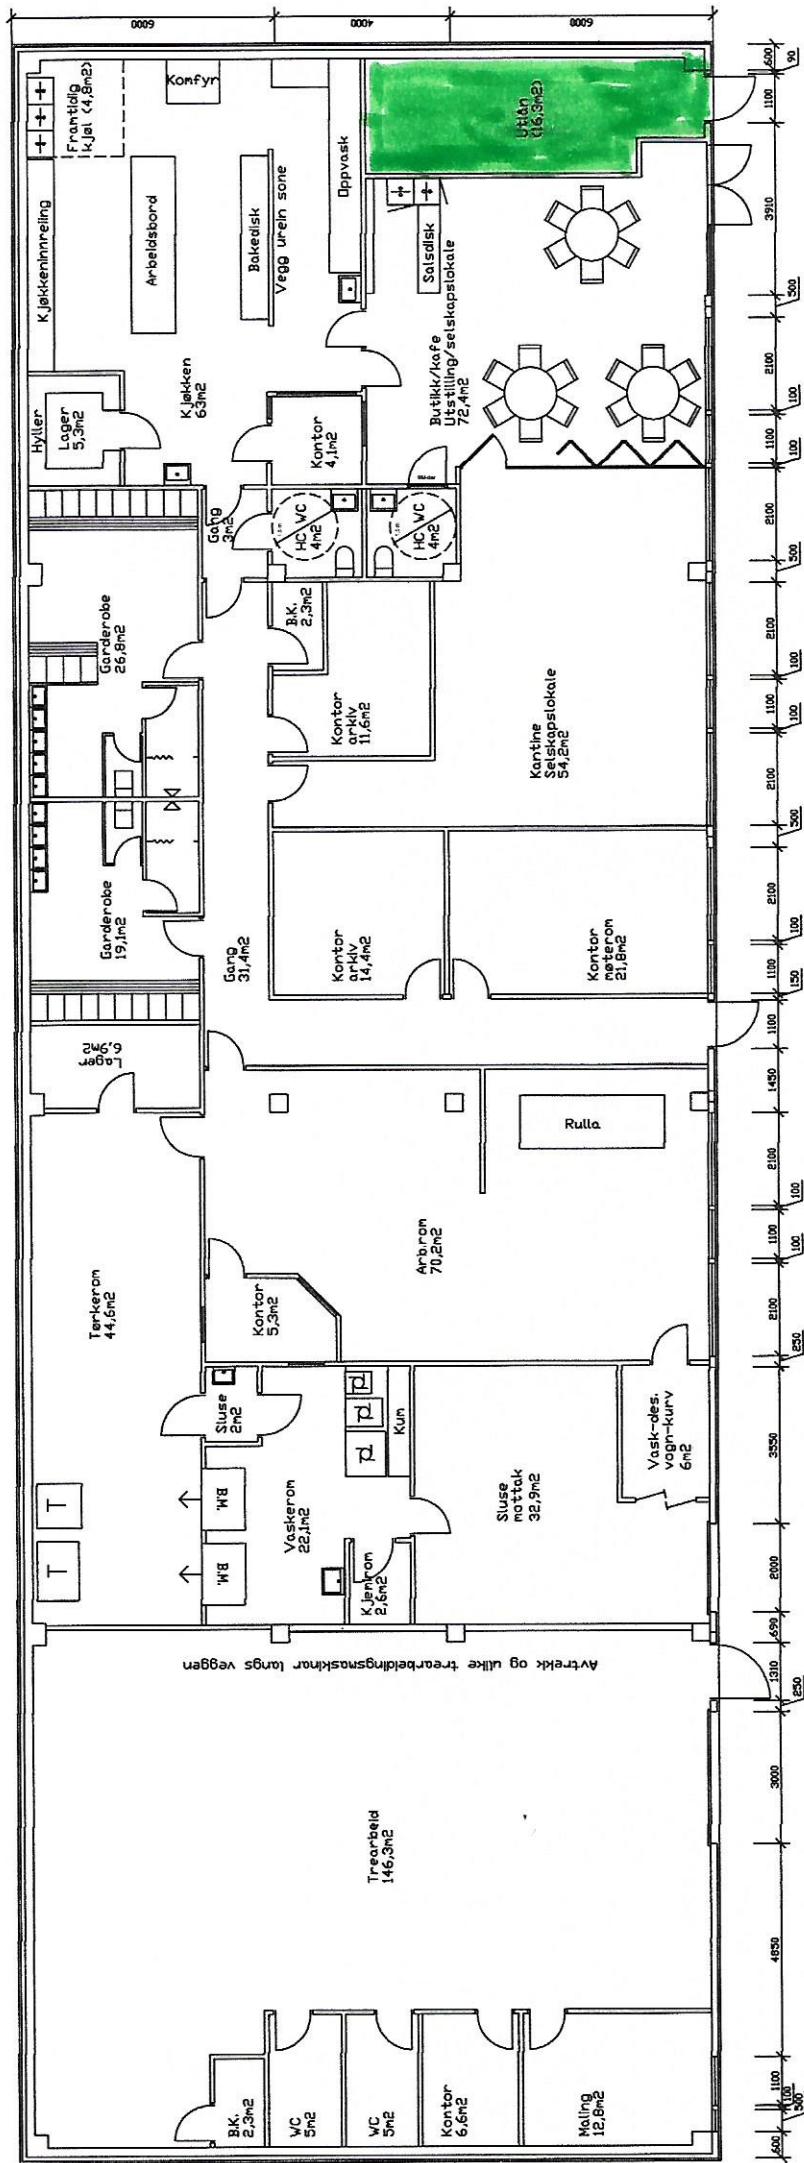 6000
4000
6000
Framtidig
kjøl (4,8m2)
Komfyr
Kjøkkeninnreiing
Arbeidsbord
Bakedisk
Vegg urein sone
Oppvask
Utlån
(16,3m2)
Salsdisk
Hyller
Lager
5,3m2
Kjøkken
63m2
Kontor
4,1m2
Butikk/kafe
Utstilling/selskapslokale
72,4m2
Gang
3m2
HC WC
4m2
HC WC
4m2
Garderobe
26,8m2
B.K.
2,3m2
Kontor
arkiv
11,6m2
Kantine
Selskapslokale
54,2m2
Garderobe
19,1m2
Gang
31,4m2
Kontor
arkiv
14,4m2
Kontor
møterom
21,8m2
Lager
6,9m2
Rulla
Arb.rom
70,2m2
Tørkerom
44,6m2
Kontor
5,3m2
Sluse
2m2
Kum
Vask-des.
vogn-kurv
6m2
T
T
B.M.
B.M.
Vaskerom
22,1m2
Sluse
mottak
32,9m2
Kjemirom
2,6m2
Avtrekk og ulike trearbeidingsmaskinar langs veggen
Trearbeid
146,3m2
B.K.
2,3m2
WC
5m2
WC
5m2
Kontor
6,6m2
Maling
12,8m2
600
90
1100
3910
500
2100
100
1100
100
2100
500
2100
100
1100
100
2100
500
2100
100
1100
150
1100
1450
2100
100
1100
100
2100
250
3550
2000
690
1310
250
3000
4850
1100
100
500
600